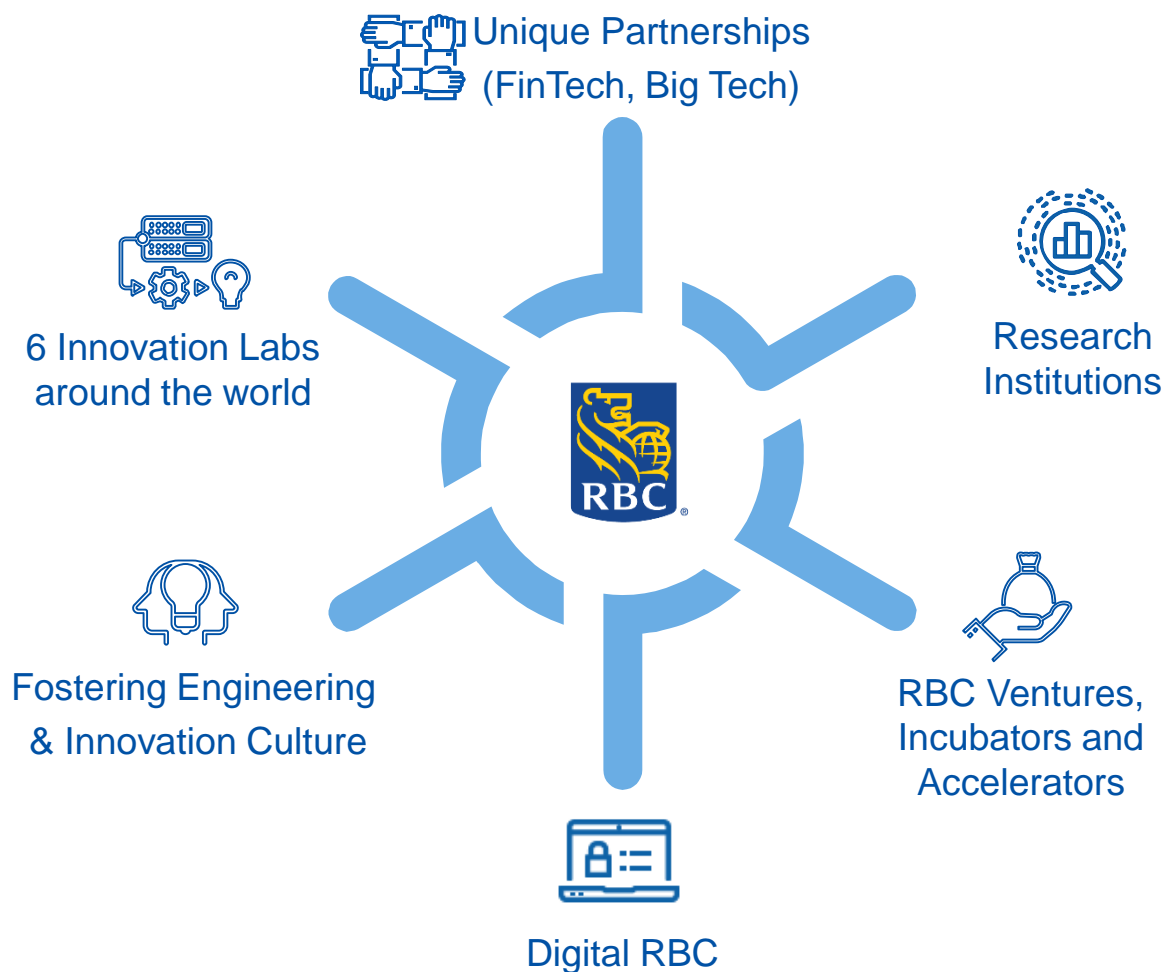 Unique Partnerships
(FinTech, Big Tech)
6 Innovation Labs
around the world
Research
Institutions
RBC
®
Fostering Engineering
& Innovation Culture
RBC Ventures,
Incubators and
Accelerators
Digital RBC